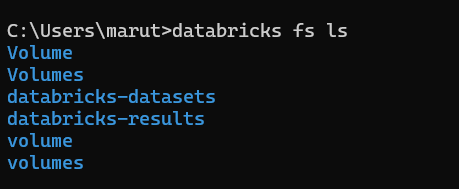 C:\Users\marut>databricks fs ls
Volume
Volumes
databricks-datasets
databricks-results
volume
volumes